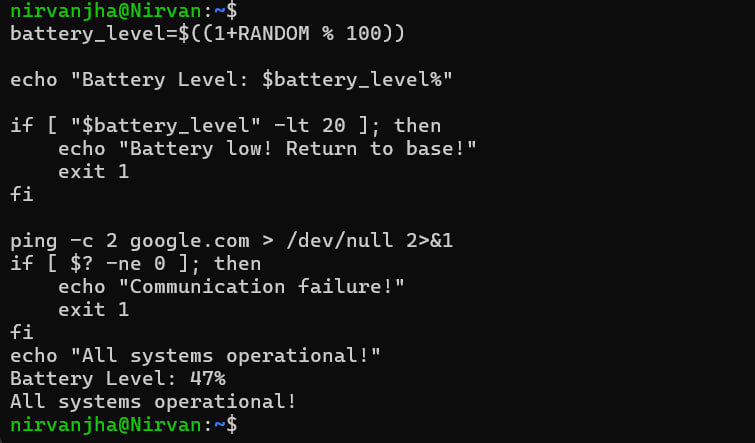 nirvanjha@Nirvan:~$
battery_level=$((1+RANDOM % 100))
echo "Battery Level: $battery_level%"
if [ "$battery_level" -lt 20 ]; then
    echo "Battery low! Return to base!"
    exit 1
fi
ping -c 2 google.com > /dev/null 2>&1
if [ $? -ne 0 ]; then
    echo "Communication failure!"
    exit 1
fi
echo "All systems operational!"
Battery Level: 47%
All systems operational!
nirvanjha@Nirvan:~$